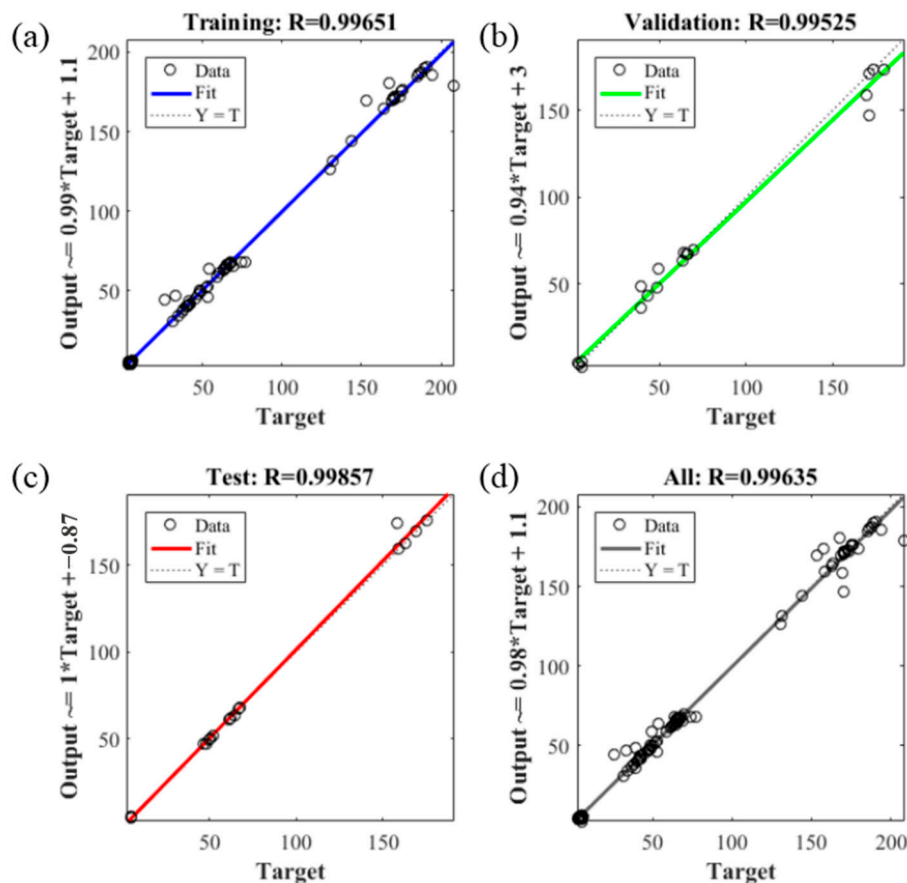 (a)
Training: R=0.99651
Output ~= 0.99*Target + 1.1
200
150
100
50
Data
Fit
Y = T
50
100
150
200
Target
(b)
Validation: R=0.99525
Output ~= 0.94*Target + 3
150
100
50
Data
Fit
Y = T
50
100
150
Target
(c)
Test: R=0.99857
Output ~= 1*Target +−0.87
150
100
50
Data
Fit
Y = T
50
100
150
Target
(d)
All: R=0.99635
Output ~= 0.98*Target + 1.1
200
150
100
50
Data
Fit
Y = T
50
100
150
200
Target